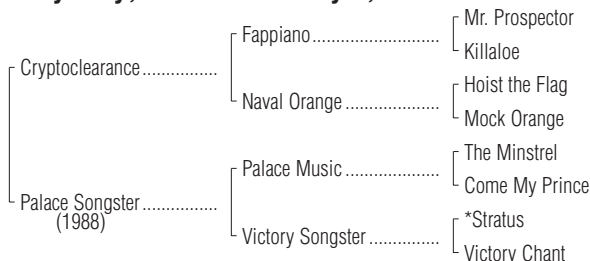 Mr. Prospector
Fappiano
Killaloe
Cryptoclearance
Hoist the Flag
Naval Orange
Mock Orange
The Minstrel
Palace Music
Come My Prince
Palace Songster
(1988)
*Stratus
Victory Songster
Victory Chant